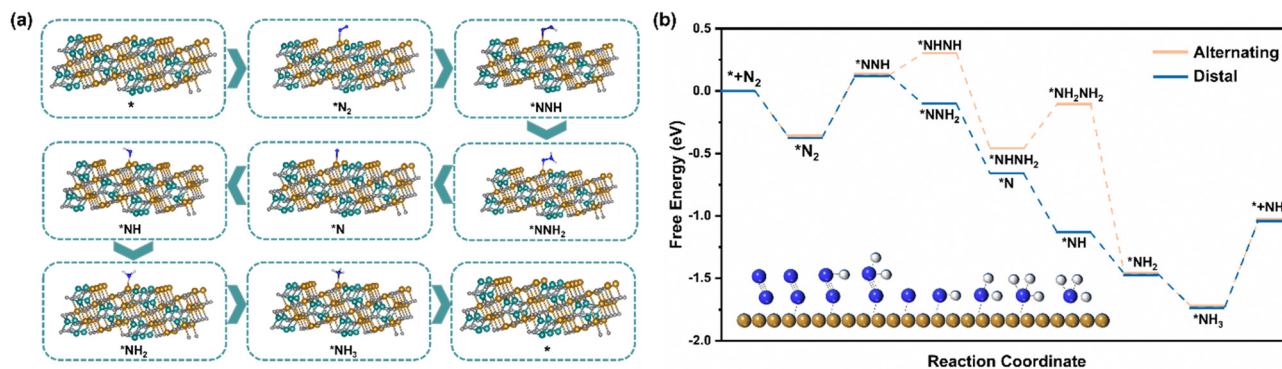 (a)
*
*N2
*NNH
*NH
*N
*NNH2
*NH2
*NH3
*
(b)
Free Energy (eV)
0.5
0.0
-0.5
-1.0
-1.5
-2.0
*+N2
*N2
*NNH
*NHNH
*NNH2
*NHNH2
*N
*NH2NH2
*NH
*NH2
*NH3
*+NH
Alternating
Distal
Reaction Coordinate